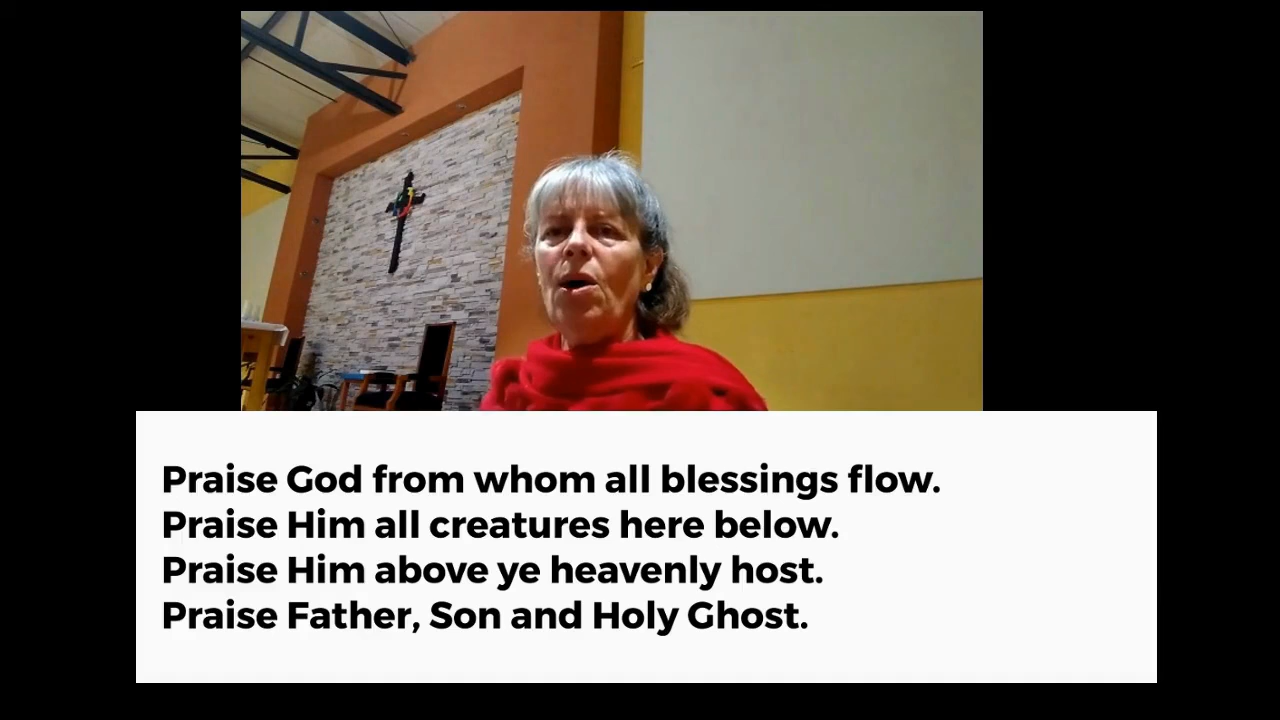 Praise God from whom all blessings flow.
Praise Him all creatures here below.
Praise Him above ye heavenly host.
Praise Father, Son and Holy Ghost.